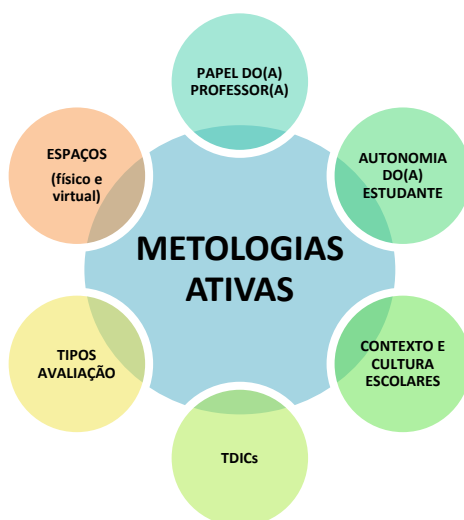 PAPEL DO(A)
PROFESSOR(A)
AUTONOMIA
DO(A)
ESTUDANTE
CONTEXTO E
CULTURA
ESCOLARES
TDICs
TIPOS
AVALIAÇÃO
ESPAÇOS
(físico e
virtual)
METOLOGIAS
ATIVAS